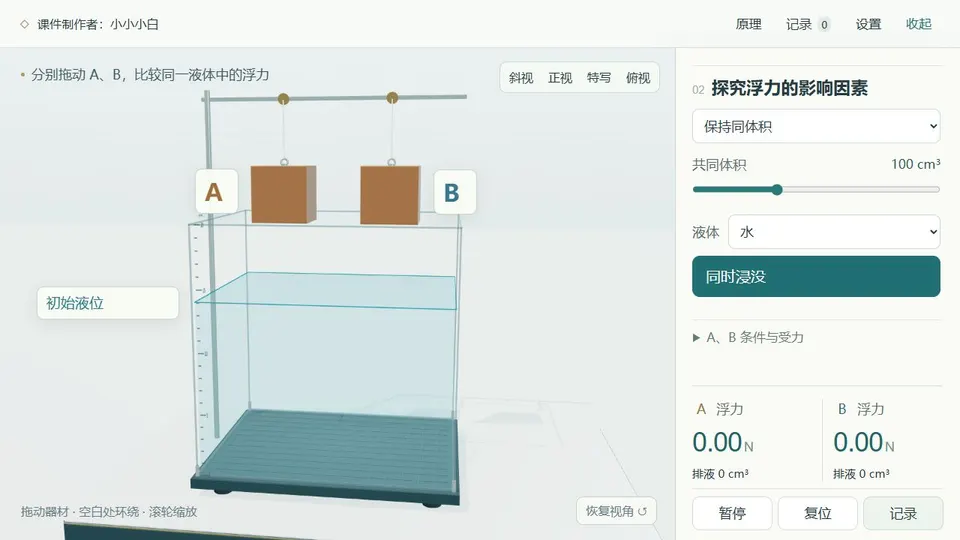 ◇ 课件制作者：小小小白
原理 记录 0 设置 收起
• 分别拖动 A、B，比较同一液体中的浮力
斜视 正视 特写 俯视
A
B
初始液位
拖动器材 · 空白处环绕 · 滚轮缩放
恢复视角 ↺
02 探究浮力的影响因素
保持同体积
共同体积 100 cm³
液体 水
同时浸没
▶ A、B 条件与受力
A 浮力 B 浮力
0.00 N 0.00 N
排液 0 cm³ 排液 0 cm³
暂停 复位 记录